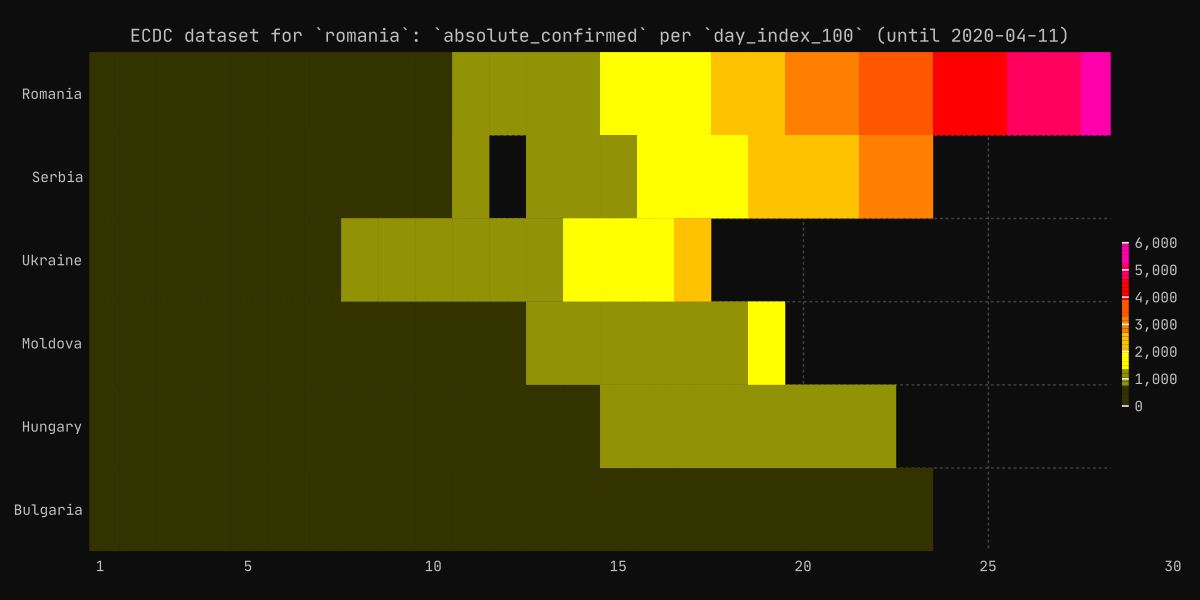 ECDC dataset for `romania`: `absolute_confirmed` per `day_index_100` (until 2020-04-11)
Romania
Serbia
Ukraine
Moldova
Hungary
Bulgaria
6,000
5,000
4,000
3,000
2,000
1,000
0
1 5 10 15 20 25 30